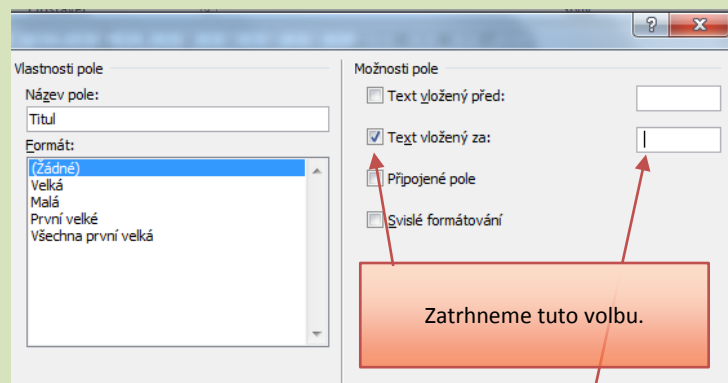 Vlastnosti pole
Název pole:
Titul
Formát:
(Žádné)
Velká
Malá
První velké
Všechna první velká
Možnosti pole
Text vložený před:
Text vložený za:
Připojené pole
Svislé formátování
Zatrhneme tuto volbu.